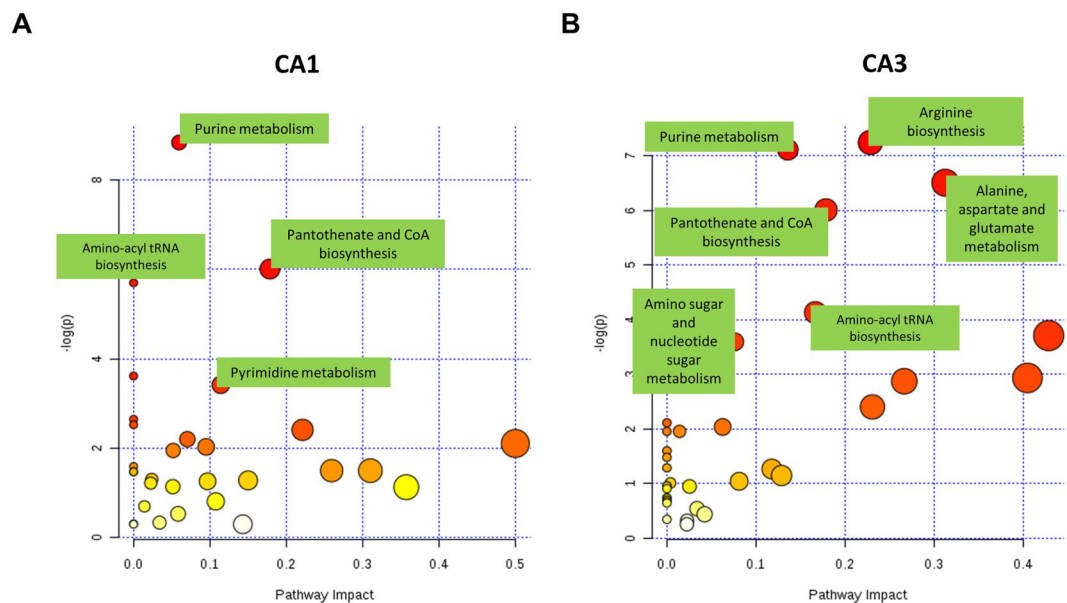 A
CA1
Purine metabolism
Pantothenate and CoA
biosynthesis
Amino-acyl tRNA
biosynthesis
Pyrimidine metabolism
-log(p)
8
4
2
0
0.0 0.1 0.2 0.3 0.4 0.5
Pathway Impact
B
CA3
Arginine
biosynthesis
Purine metabolism
Alanine,
aspartate and
glutamate
metabolism
Pantothenate and CoA
biosynthesis
Amino sugar
and
nucleotide
sugar
metabolism
Amino-acyl tRNA
biosynthesis
-log(p)
7
6
5
4
3
2
1
0
0.0 0.1 0.2 0.3 0.4
Pathway Impact